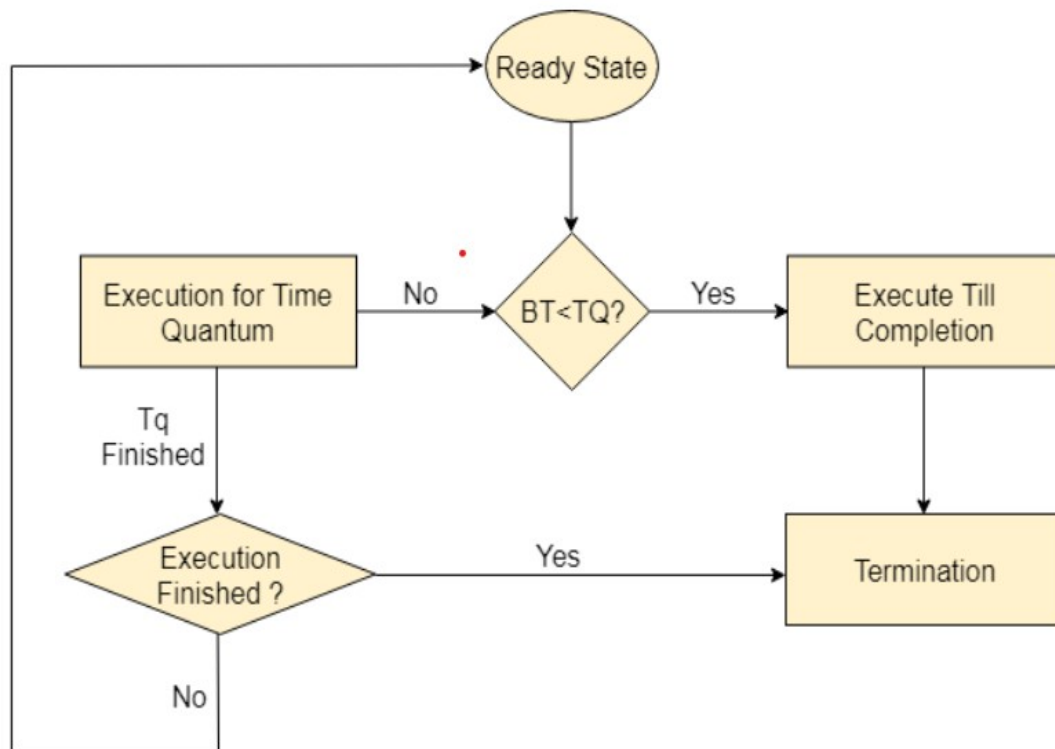 Ready State
Execution for Time
Quantum
No
BT<TQ?
Yes
Execute Till
Completion
Tq
Finished
Execution
Finished ?
Yes
Termination
No